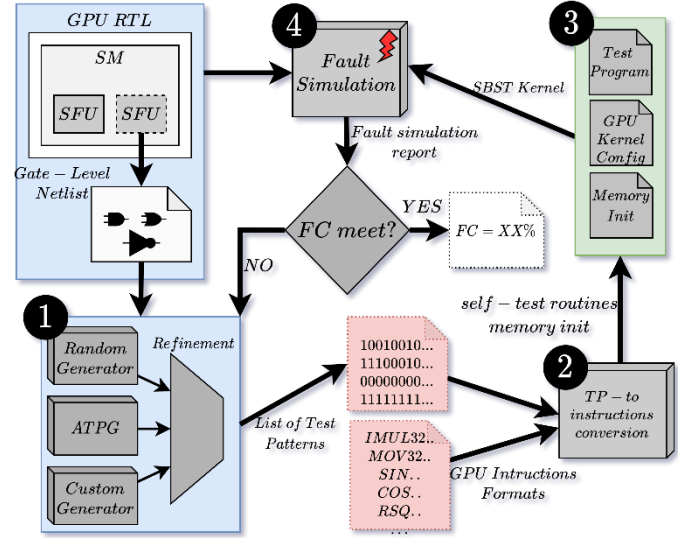 GPU RTL
SM
SFU
SFU
Gate-Level
Netlist
4
Fault
Simulation
Fault simulation
report
SBST Kernel
3
Test
Program
GPU
Kernel
Config
Memory
Init
FC meet?
YES
FC = XX%
NO
1
Random
Generator
ATPG
Custom
Generator
Refinement
List of Test
Patterns
10010010...
11100010...
00000000...
11111111...
IMUL32..
MOV32..
SIN..
COS..
RSQ..
...
GPU Intructions
Formats
2
TP-to
instructions
conversion
self-test routines
memory init